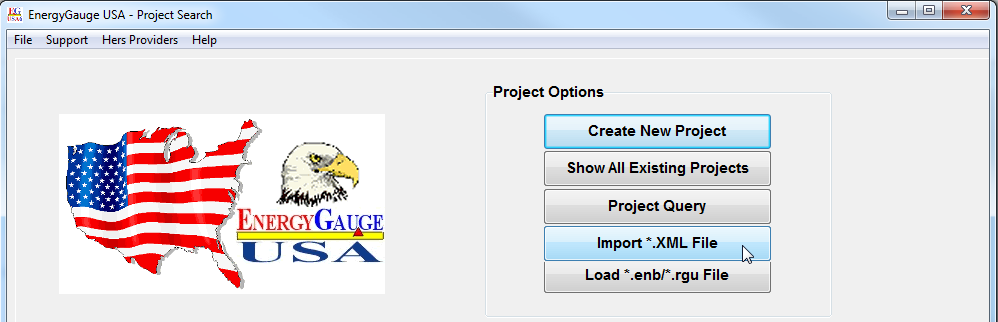 EnergyGauge USA - Project Search
File Support Hers Providers Help
Project Options
Create New Project
Show All Existing Projects
Project Query
Import *.XML File
Load *.enb/*.rgu File
ENERGYGAUGE
USA